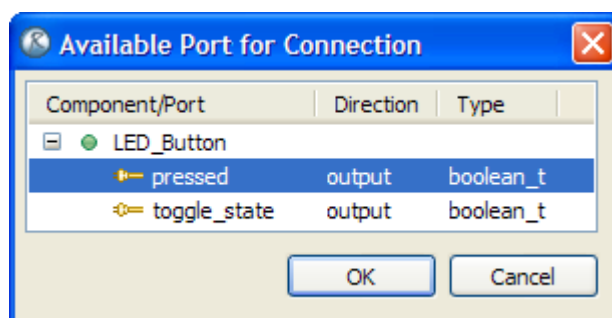 Available Port for Connection
Component/Port Direction Type
LED_Button
pressed output boolean_t
toggle_state output boolean_t
OK Cancel